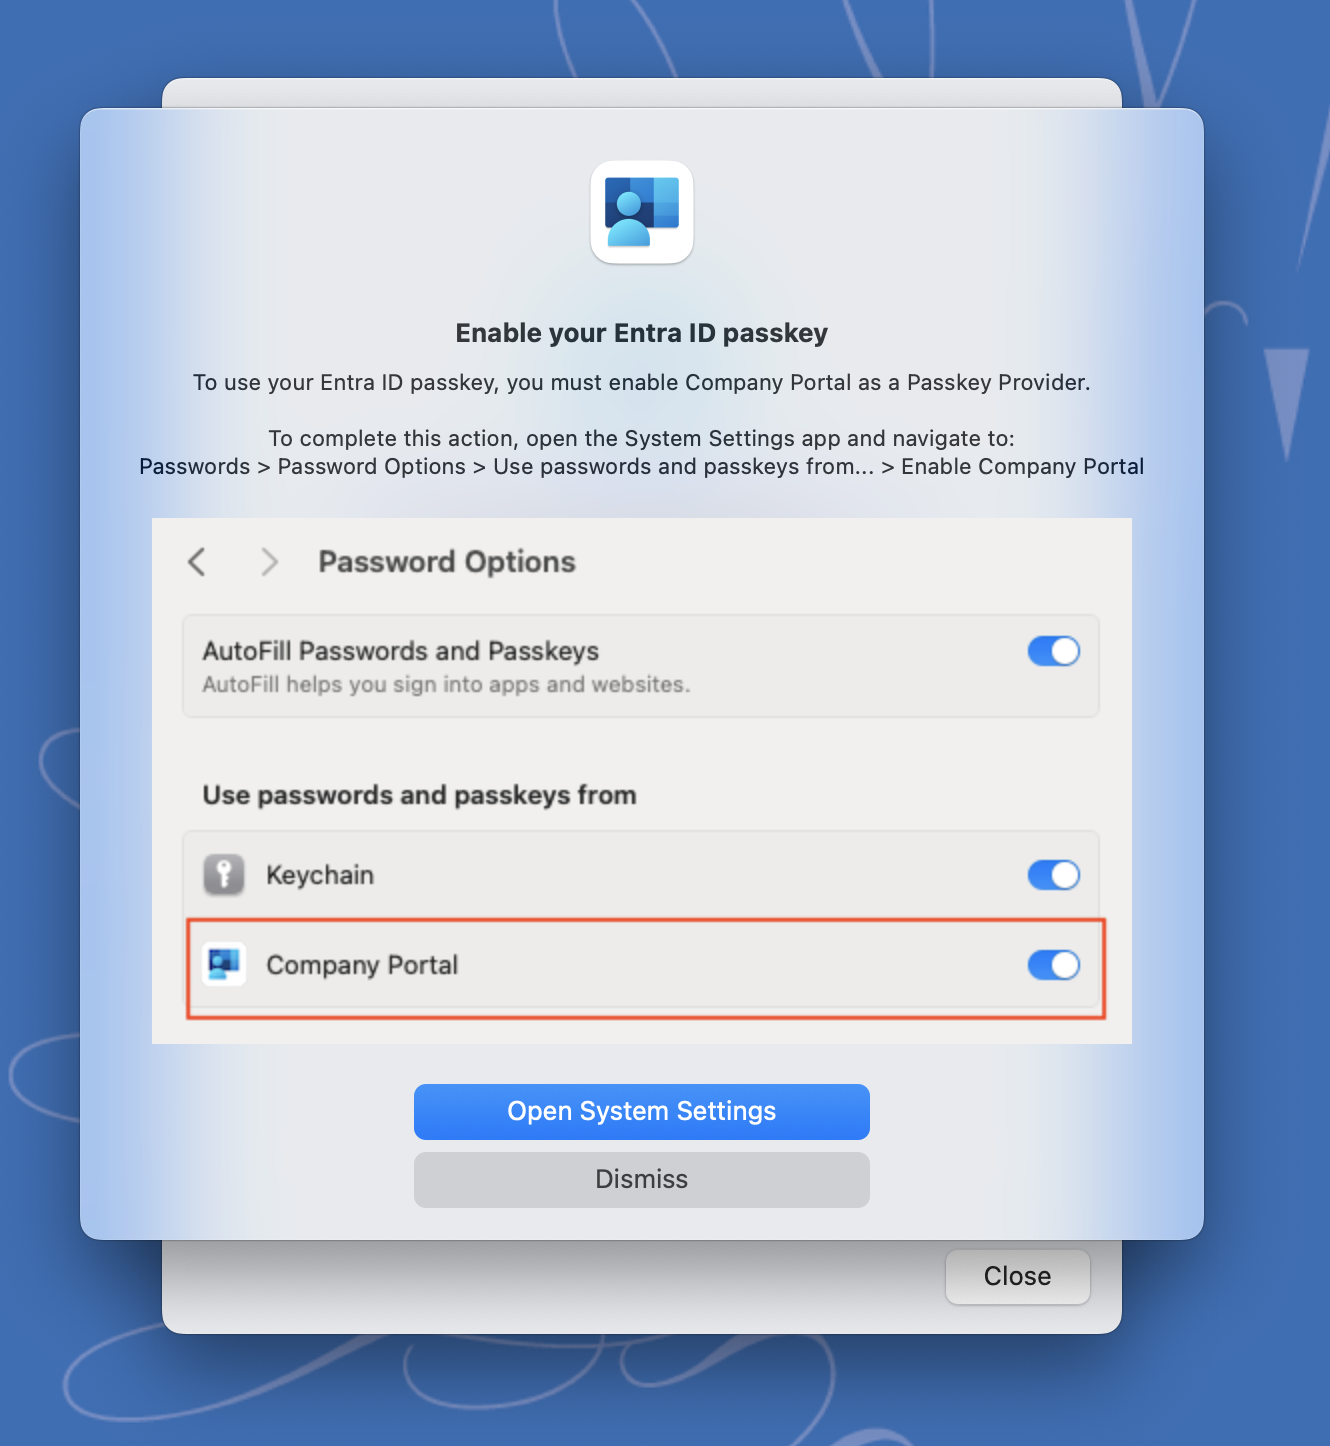 Enable your Entra ID passkey
To use your Entra ID passkey, you must enable Company Portal as a Passkey Provider.
To complete this action, open the System Settings app and navigate to:
Passwords > Password Options > Use passwords and passkeys from... > Enable Company Portal
Password Options
AutoFill Passwords and Passkeys
AutoFill helps you sign into apps and websites.
Use passwords and passkeys from
Keychain
Company Portal
Open System Settings
Dismiss
Close